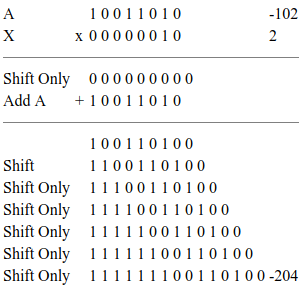 A 1 0 0 1 1 0 1 0 -102
X x 0 0 0 0 0 0 1 0 2
Shift Only 0 0 0 0 0 0 0 0 0
Add A + 1 0 0 1 1 0 1 0
1 0 0 1 1 0 1 0 0
Shift 1 1 0 0 1 1 0 1 0 0
Shift Only 1 1 1 0 0 1 1 0 1 0 0
Shift Only 1 1 1 1 0 0 1 1 0 1 0 0
Shift Only 1 1 1 1 1 0 0 1 1 0 1 0 0
Shift Only 1 1 1 1 1 1 0 0 1 1 0 1 0 0
Shift Only 1 1 1 1 1 1 1 0 0 1 1 0 1 0 0 -204